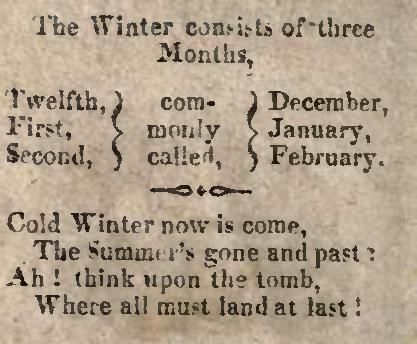 The Winter consists of three
Months,
Twelfth, } com- } December,
First, } monly } January,
Second, } called, } February.
Cold Winter now is come,
The Summer's gone and past :
Ah ! think upon the tomb,
Where all must land at last !